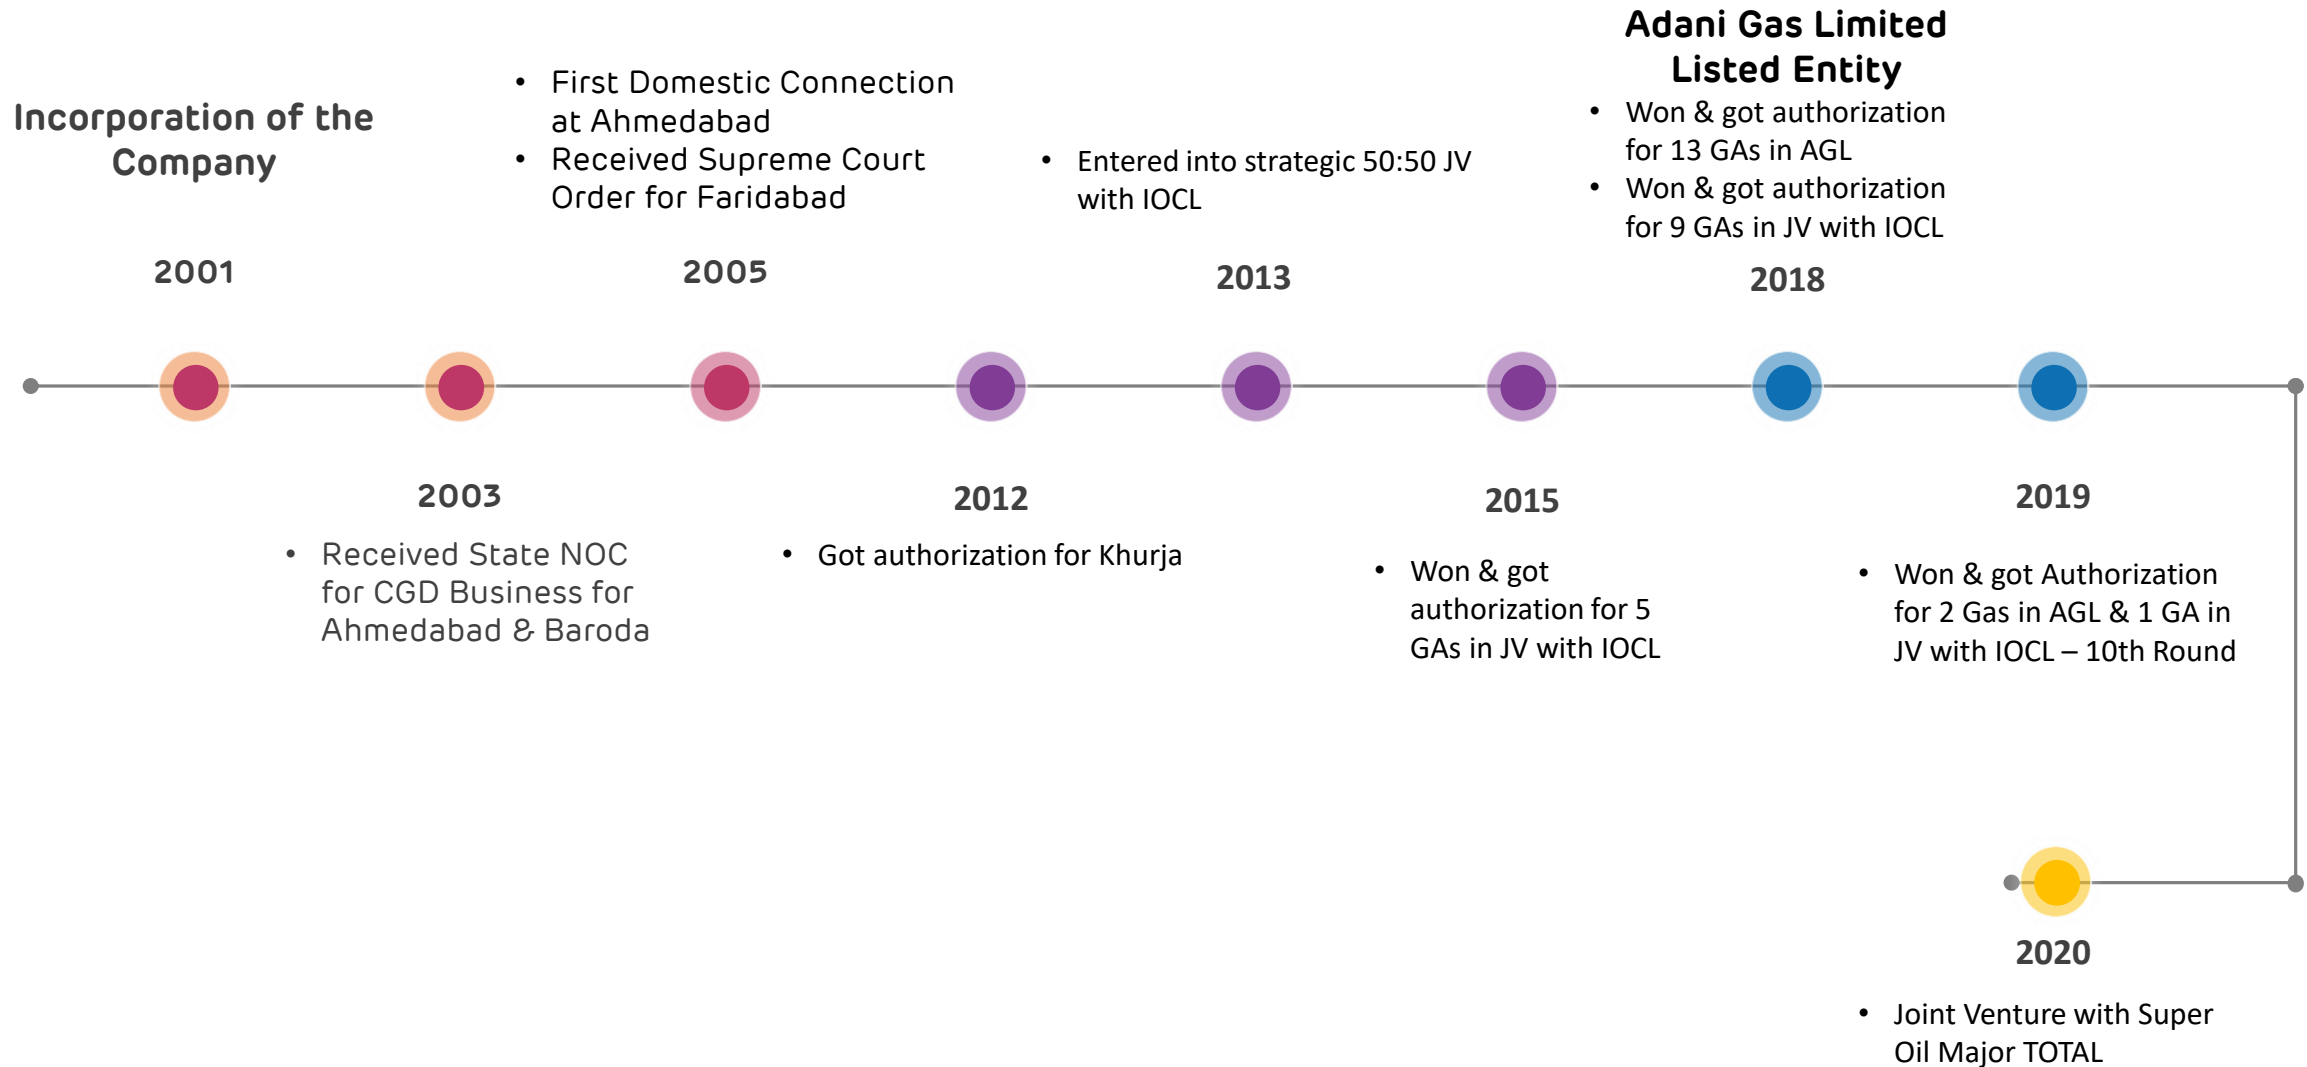 Incorporation of the
Company
2001
2003
• Received State NOC
for CGD Business for
Ahmedabad & Baroda
• First Domestic Connection
at Ahmedabad
• Received Supreme Court
Order for Faridabad
2005
2012
• Got authorization for Khurja
• Entered into strategic 50:50 JV
with IOCL
2013
2015
• Won & got
authorization for 5
GAs in JV with IOCL
Adani Gas Limited
Listed Entity
• Won & got authorization
for 13 GAs in AGL
• Won & got authorization
for 9 GAs in JV with IOCL
2018
2019
• Won & got Authorization
for 2 Gas in AGL & 1 GA in
JV with IOCL – 10th Round
2020
• Joint Venture with Super
Oil Major TOTAL